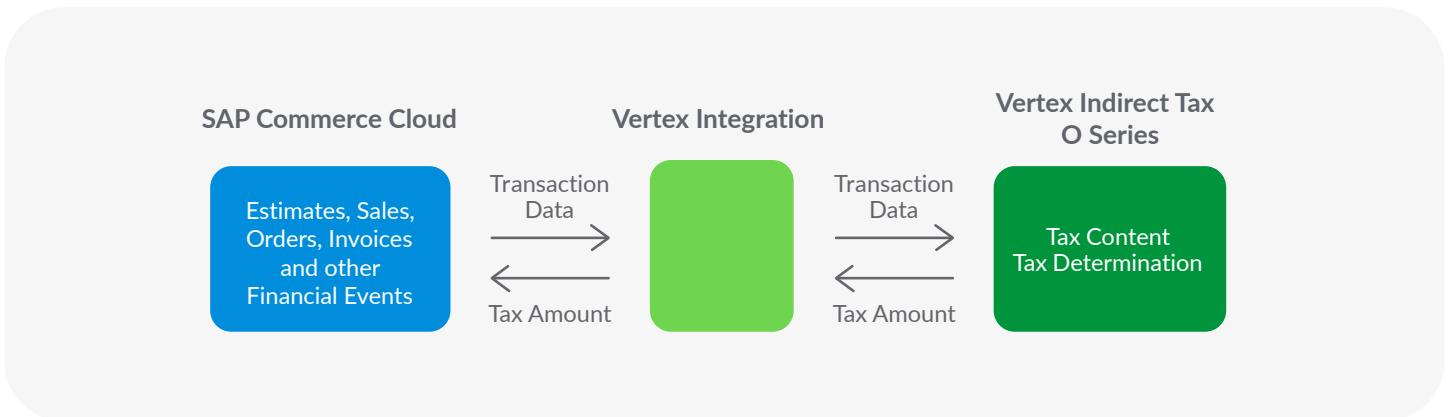 SAP Commerce Cloud
Estimates, Sales,
Orders, Invoices
and other
Financial Events
Transaction
Data
Tax Amount
Vertex Integration
Transaction
Data
Tax Amount
Vertex Indirect Tax
O Series
Tax Content
Tax Determination